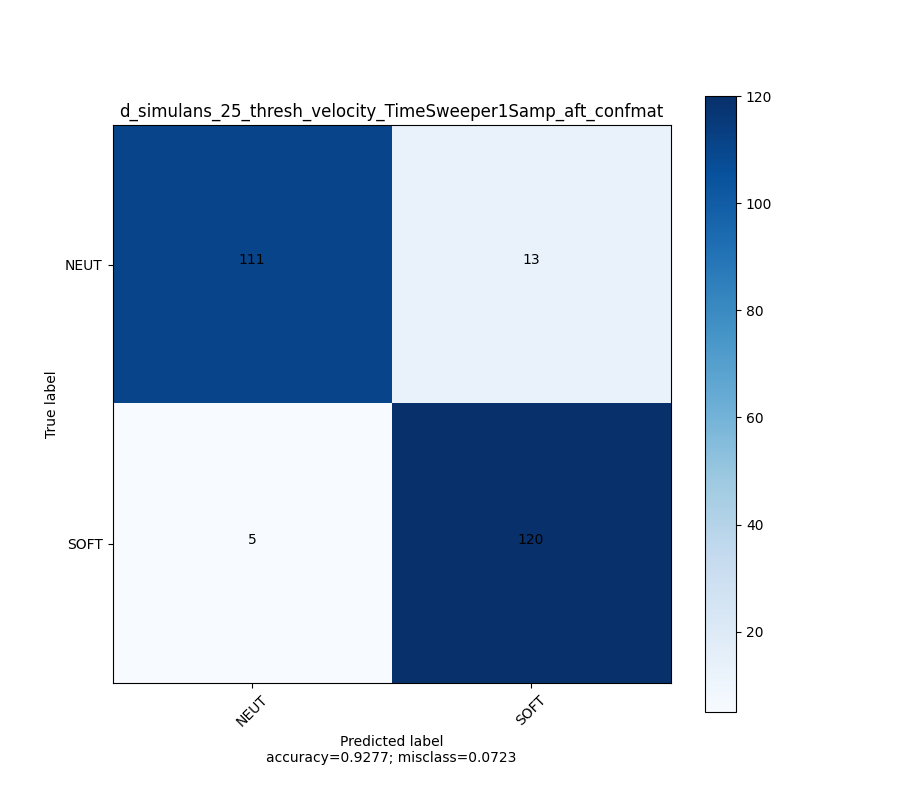 d_simulans_25_thresh_velocity_TimeSweeper1Samp_aft_confmat
120
100
80
60
40
20
True label
NEUT
111
13
SOFT
5
120
NEUT
SOFT
Predicted label
accuracy=0.9277; misclass=0.0723